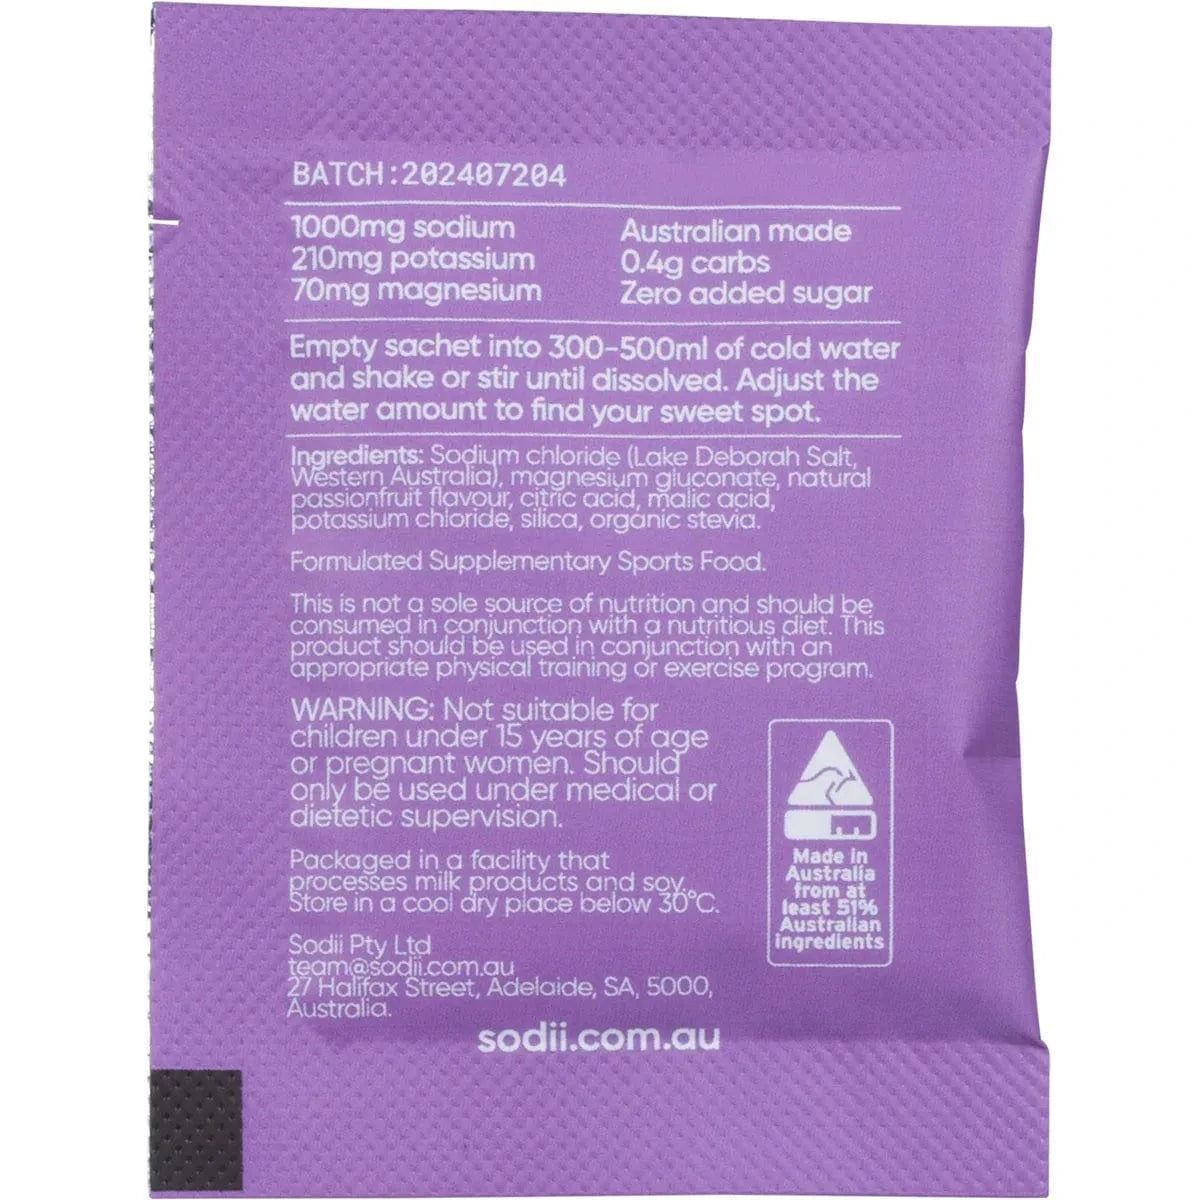 BATCH:202407204
1000mg sodium
210mg potassium
70mg magnesium
Australian made
0.4g carbs
Zero added sugar
Empty sachet into 300-500ml of cold water
and shake or stir until dissolved. Adjust the
water amount to find your sweet spot.
Ingredients: Sodium chloride (Lake Deborah Salt,
Western Australia), magnesium gluconate, natural
passionfruit flavour, citric acid, malic acid,
potassium chloride, silica, organic stevia.
Formulated Supplementary Sports Food.
This is not a sole source of nutrition and should be
consumed in conjunction with a nutritious diet. This
product should be used in conjunction with an
appropriate physical training or exercise program.
WARNING: Not suitable for
children under 15 years of age
or pregnant women. Should
only be used under medical or
dietetic supervision.
Packaged in a facility that
processes milk products and soy.
Store in a cool dry place below 30°C.
Made in
Australia
from at
least 51%
Australian
ingredients
Sodii Pty Ltd
team@sodii.com.au
27 Halifax Street, Adelaide, SA, 5000,
Australia.
sodii.com.au